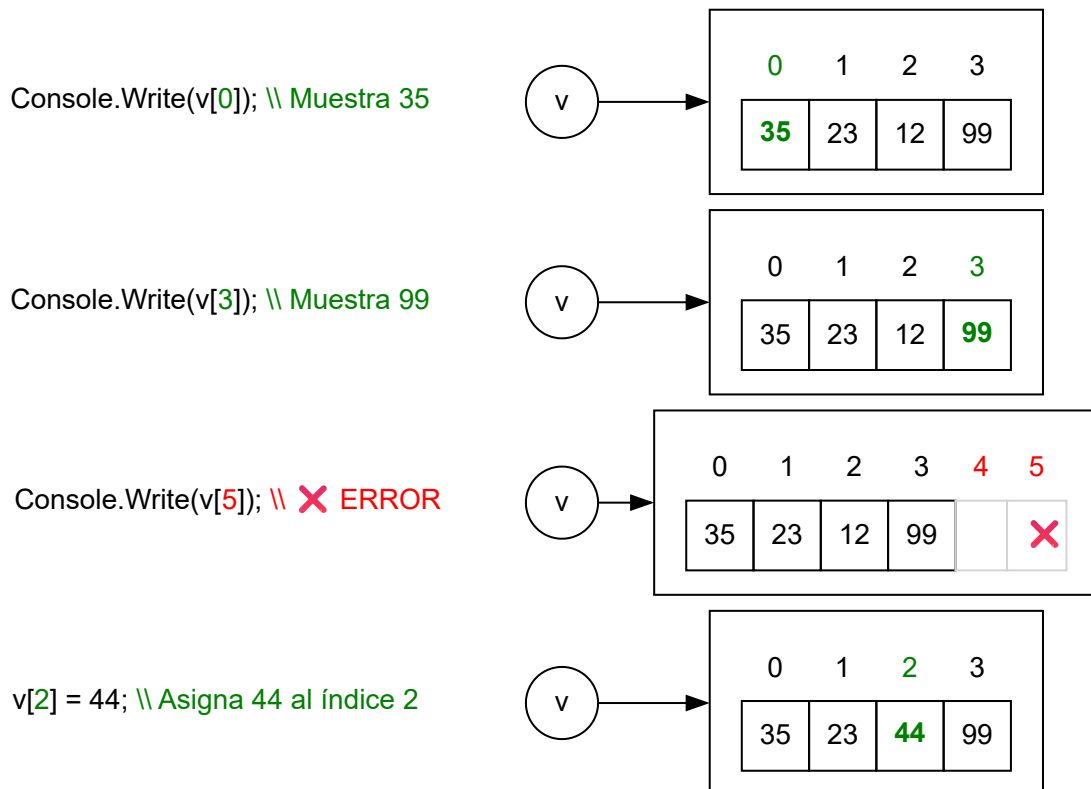 0 1 2 3
Console.Write(v[0]); \\ Muestra 35
v
35 23 12 99
0 1 2 3
Console.Write(v[3]); \\ Muestra 99
v
35 23 12 99
0 1 2 3 4 5
Console.Write(v[5]); \\ ❌ ERROR
v
35 23 12 99 ❌
0 1 2 3
v[2] = 44; \\ Asigna 44 al índice 2
v
35 23 44 99